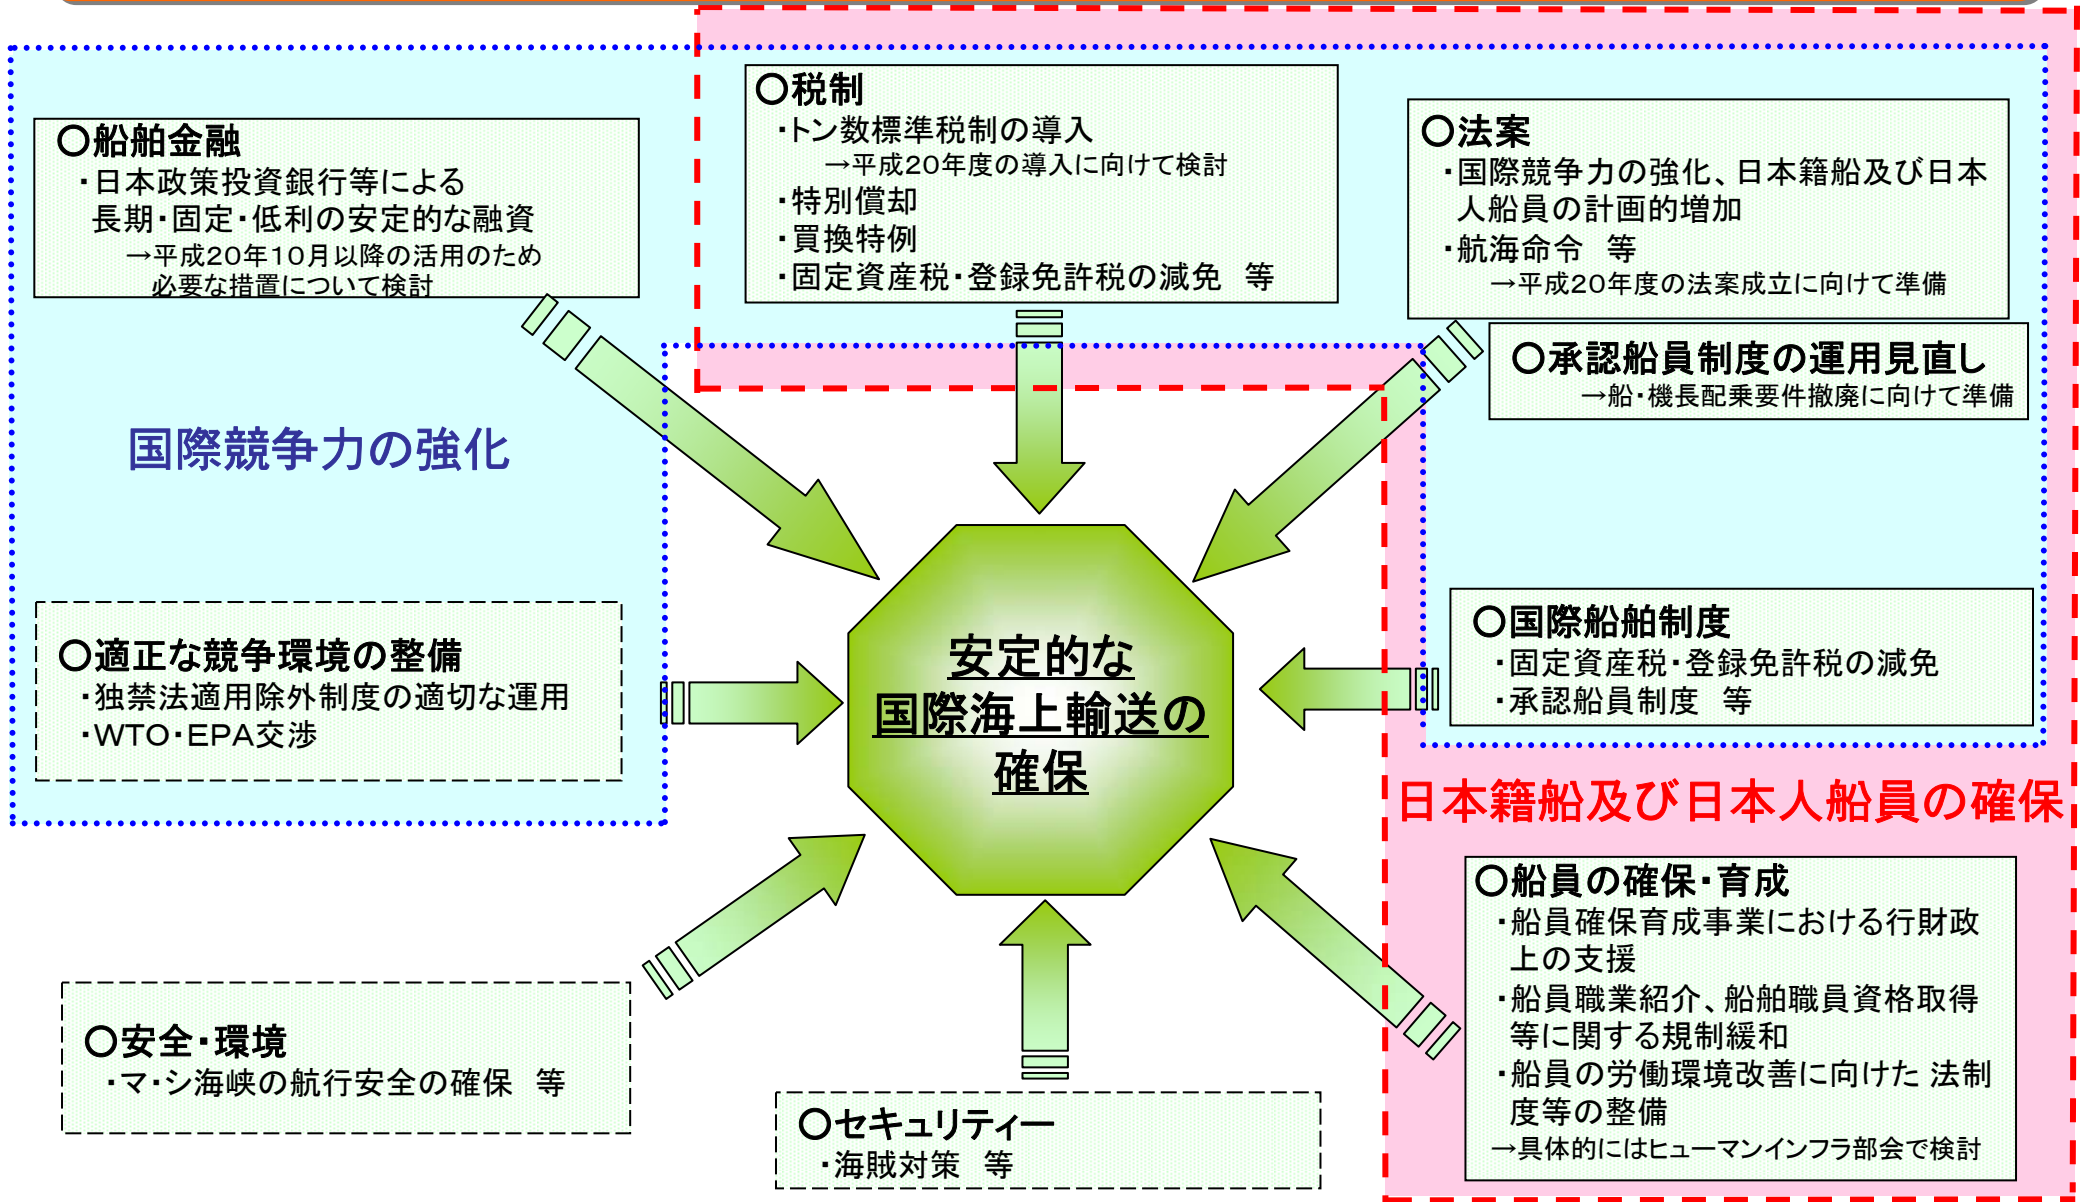 ○船舶金融
・日本政策投資銀行等による
長期・固定・低利の安定的な融資
→平成20年10月以降の活用のため
必要な措置について検討
○税制
・トン数標準税制の導入
→平成20年度の導入に向けて検討
・特別償却
・買換特例
・固定資産税・登録免許税の減免　等
○法案
・国際競争力の強化、日本籍船及び日本
人船員の計画的増加
・航海命令　等
→平成20年度の法案成立に向けて準備
○承認船員制度の運用見直し
→船・機長配乗要件撤廃に向けて準備
国際競争力の強化
○適正な競争環境の整備
・独禁法適用除外制度の適切な運用
・WTO・EPA交渉
安定的な
国際海上輸送の
確保
○国際船舶制度
・固定資産税・登録免許税の減免
・承認船員制度　等
日本籍船及び日本人船員の確保
○船員の確保・育成
・船員確保育成事業における行財政
上の支援
・船員職業紹介、船舶職員資格取得
等に関する規制緩和
・船員の労働環境改善に向けた 法制
度等の整備
→具体的にはヒューマンインフラ部会で検討
○安全・環境
・マ・シ海峡の航行安全の確保　等
○セキュリティー
・海賊対策　等